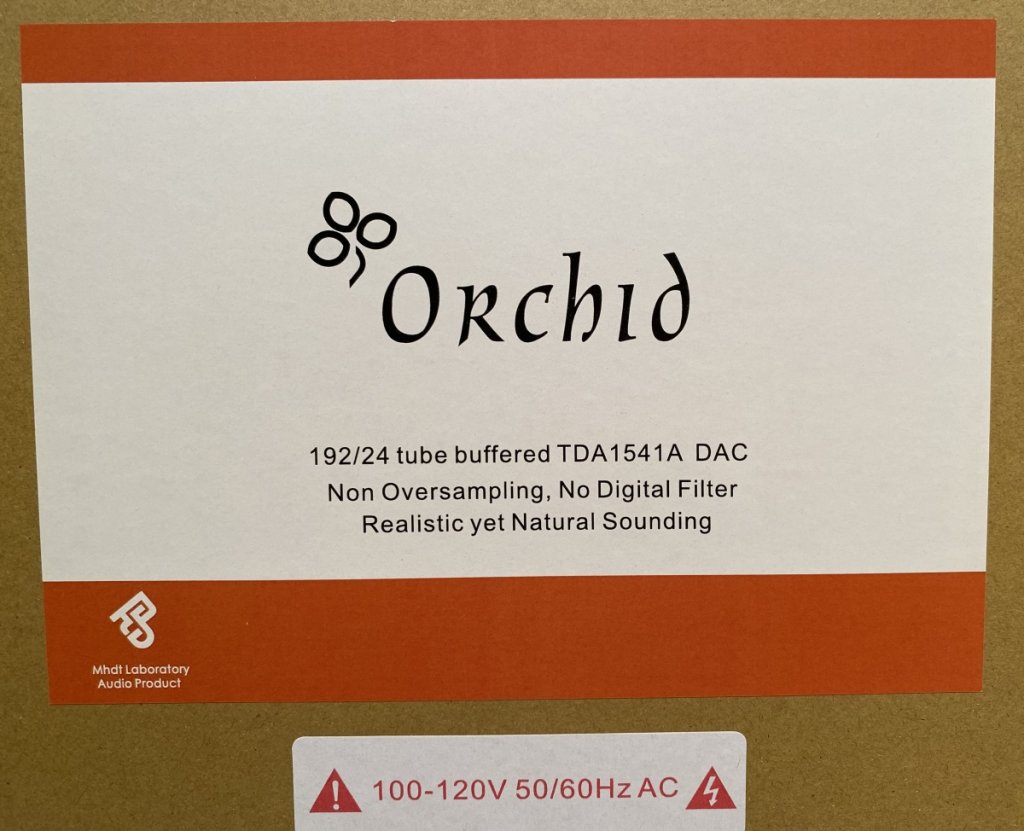 Orchid
192/24 tube buffered TDA1541A DAC
Non Oversampling, No Digital Filter
Realistic yet Natural Sounding
Mhdt Laboratory
Audio Product
100-120V 50/60Hz AC